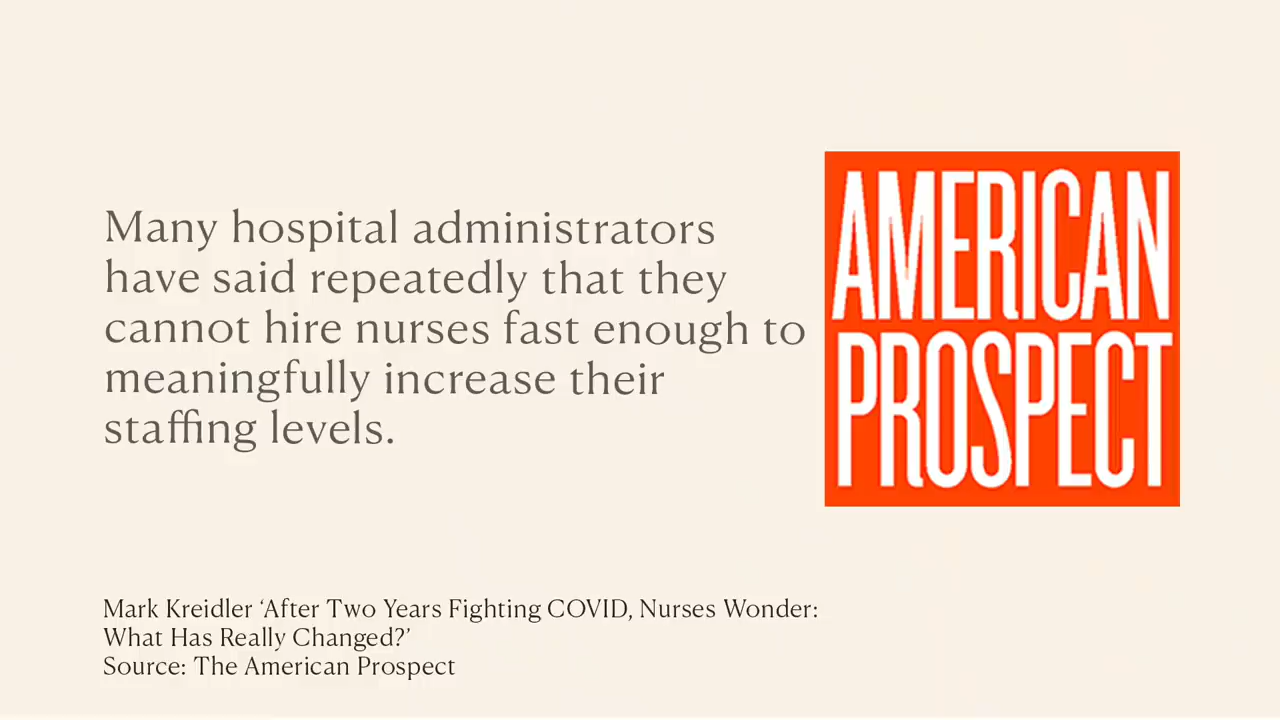 Many hospital administrators
have said repeatedly that they
cannot hire nurses fast enough to
meaningfully increase their
staffing levels.
AMERICAN
PROSPECT
Mark Kreidler ‘After Two Years Fighting COVID, Nurses Wonder:
What Has Really Changed?’
Source: The American Prospect